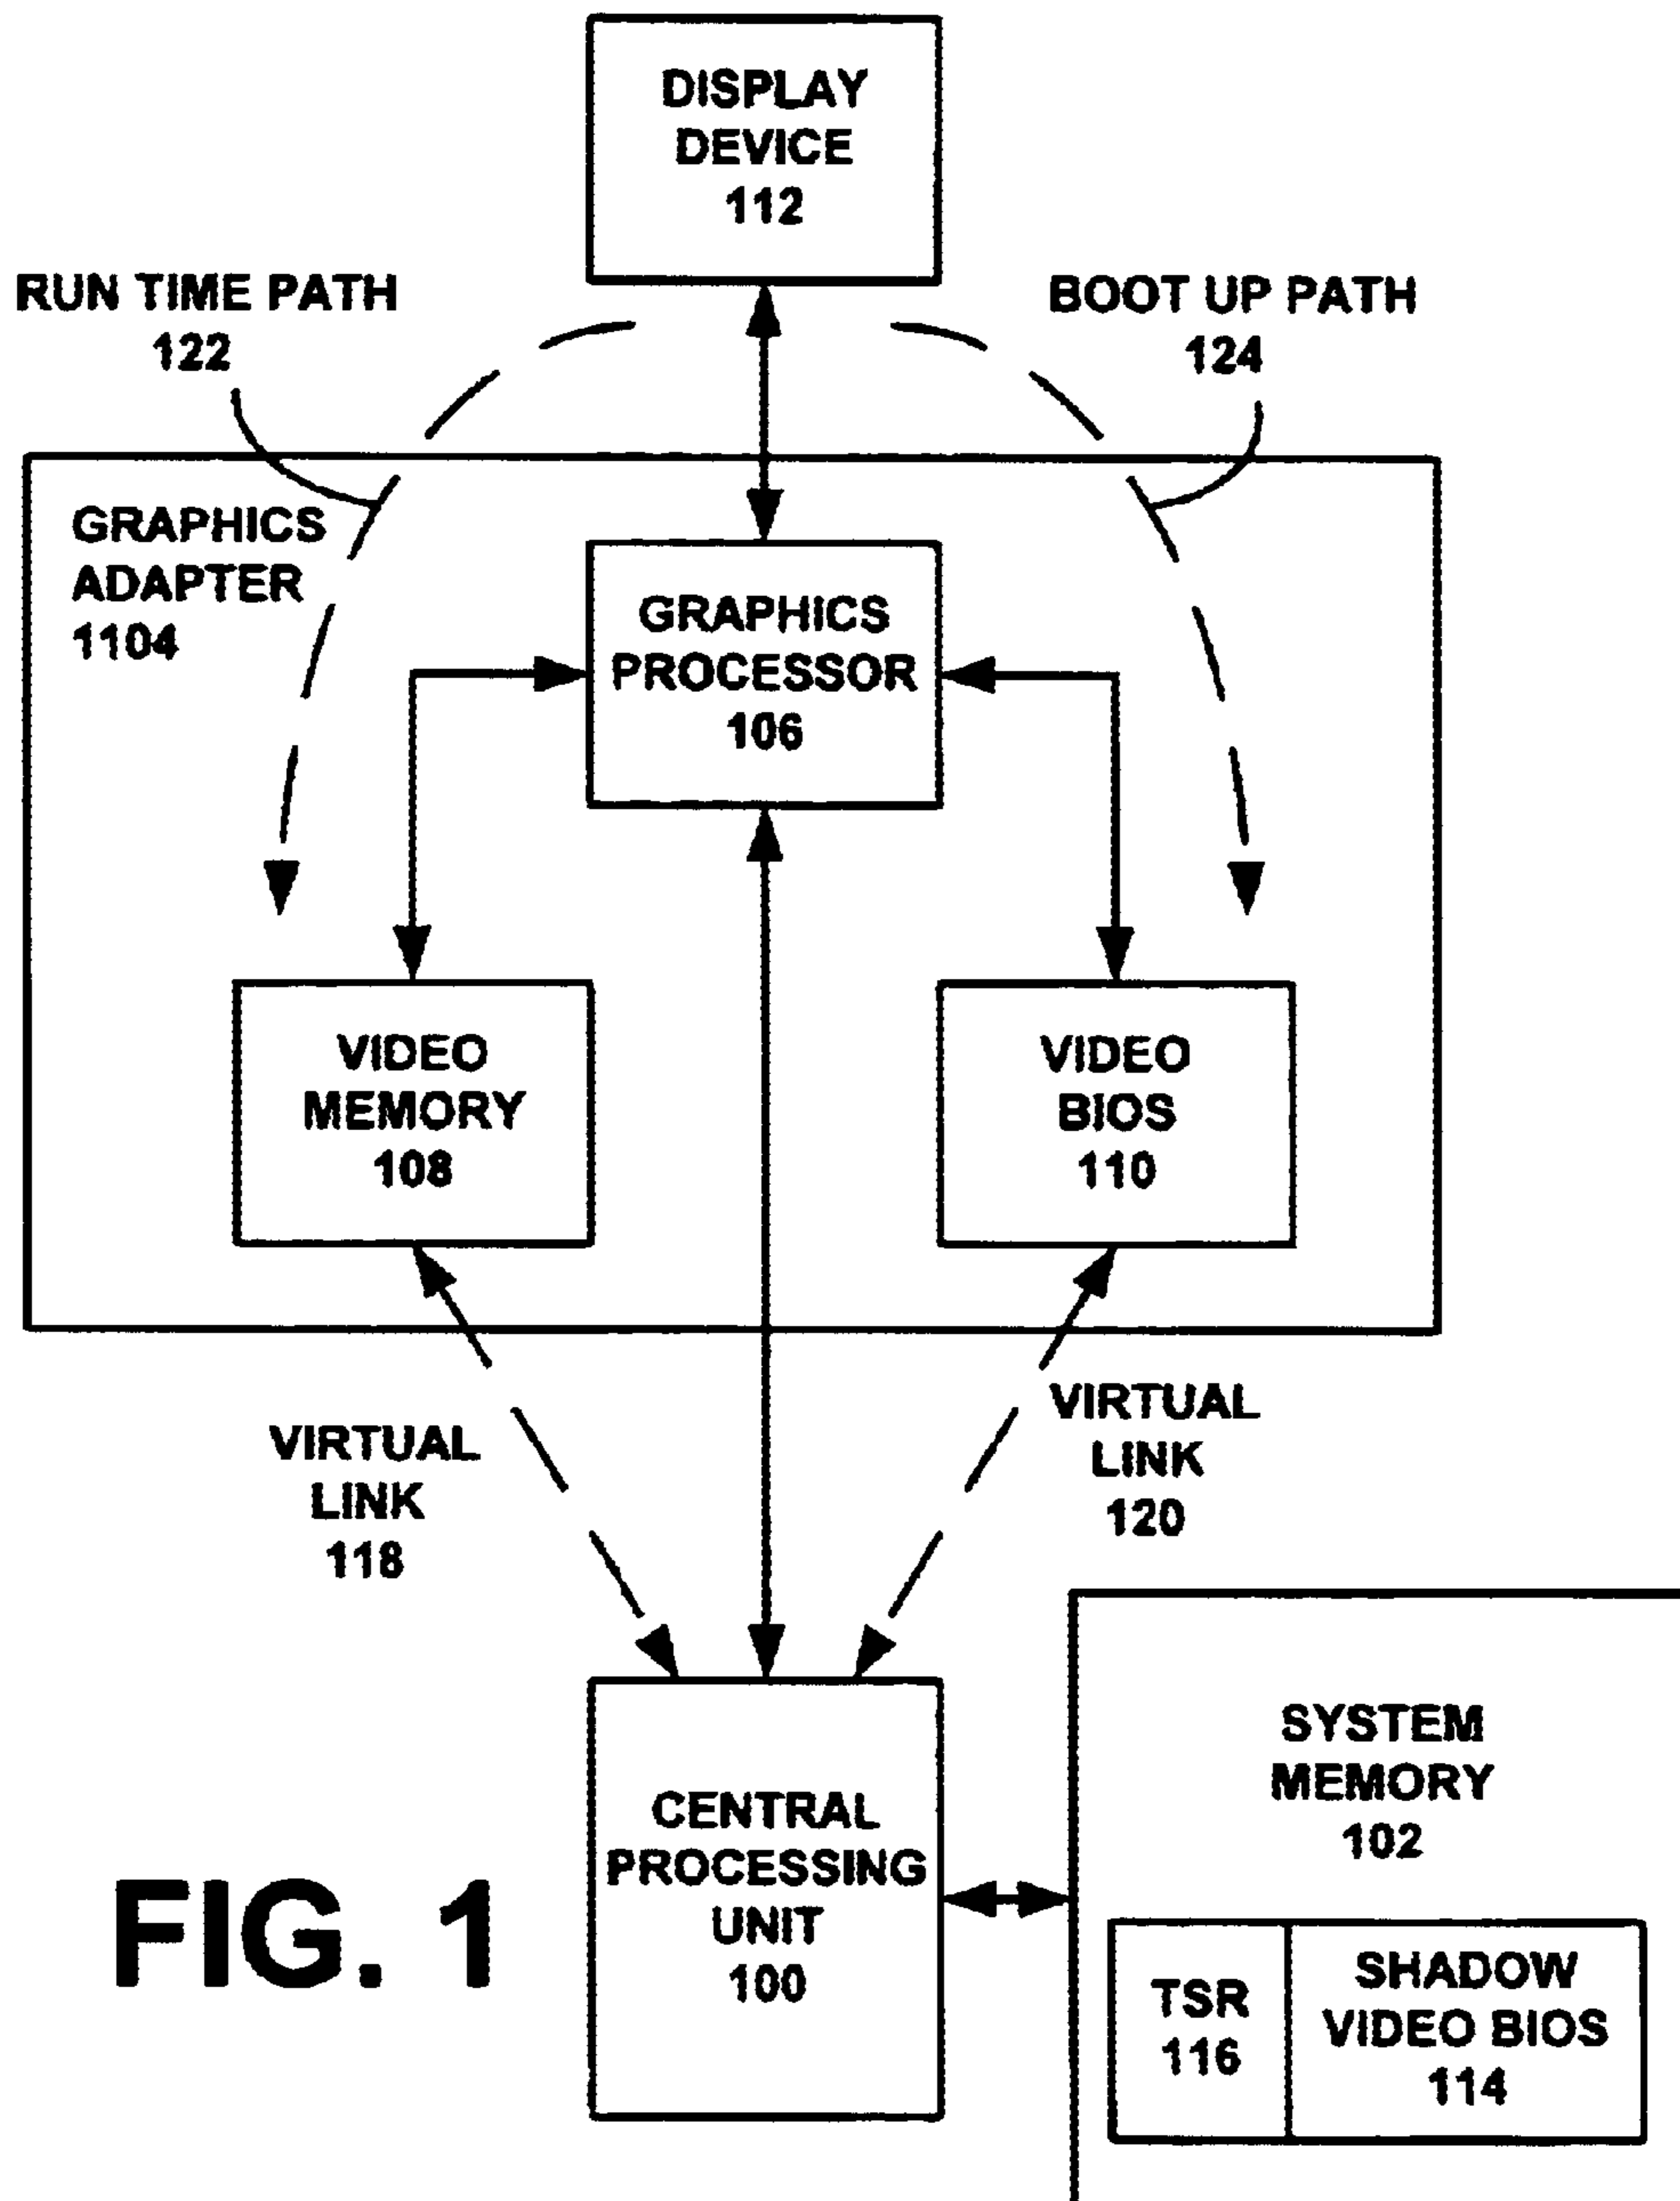 DISPLAY
DEVICE
112
RUN TIME PATH
122
BOOT UP PATH
124
GRAPHICS
ADAPTER
1104
GRAPHICS
PROCESSOR
106
VIDEO
MEMORY
108
VIDEO
BIOS
110
VIRTUAL
LINK
118
VIRTUAL
LINK
120
CENTRAL
PROCESSING
UNIT
100
SYSTEM
MEMORY
102
TSR
116
SHADOW
VIDEO BIOS
114
FIG. 1